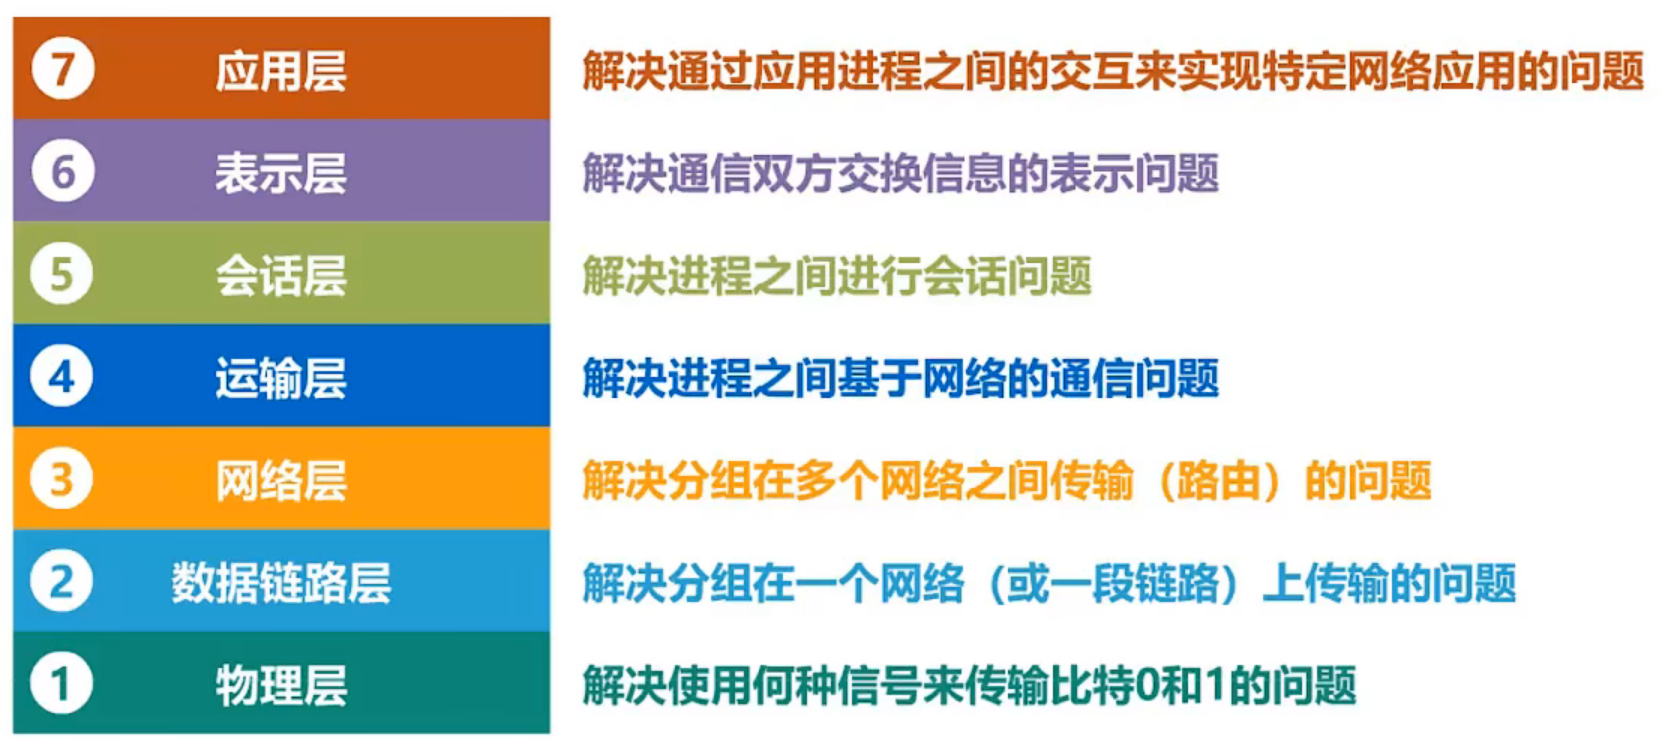 7 应用层 解决通过应用进程之间的交互来实现特定网络应用的问题
6 表示层 解决通信双方交换信息的表示问题
5 会话层 解决进程之间进行会话问题
4 运输层 解决进程之间基于网络的通信问题
3 网络层 解决分组在多个网络之间传输（路由）的问题
2 数据链路层 解决分组在一个网络（或一段链路）上传输的问题
1 物理层 解决使用何种信号来传输比特0和1的问题